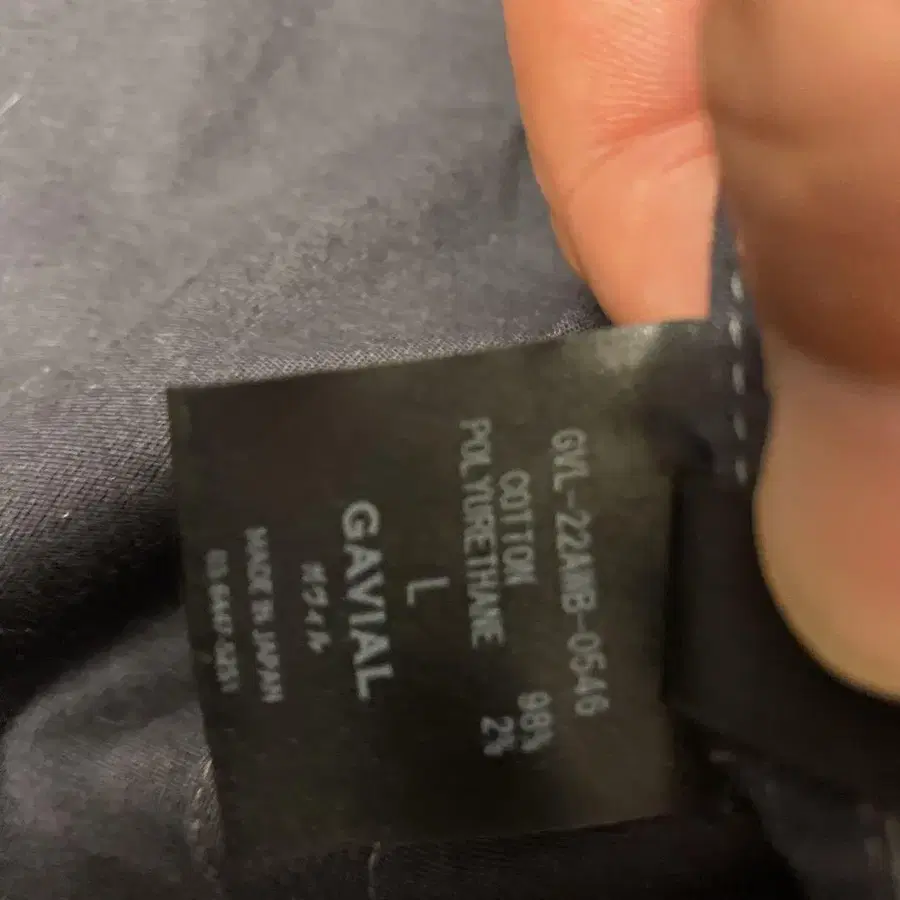 GVL-22AWB-0546
COTTON 98%
POLYURETHANE 2%
L
GAVIAL
ガヴィル
MADE IN JAPAN